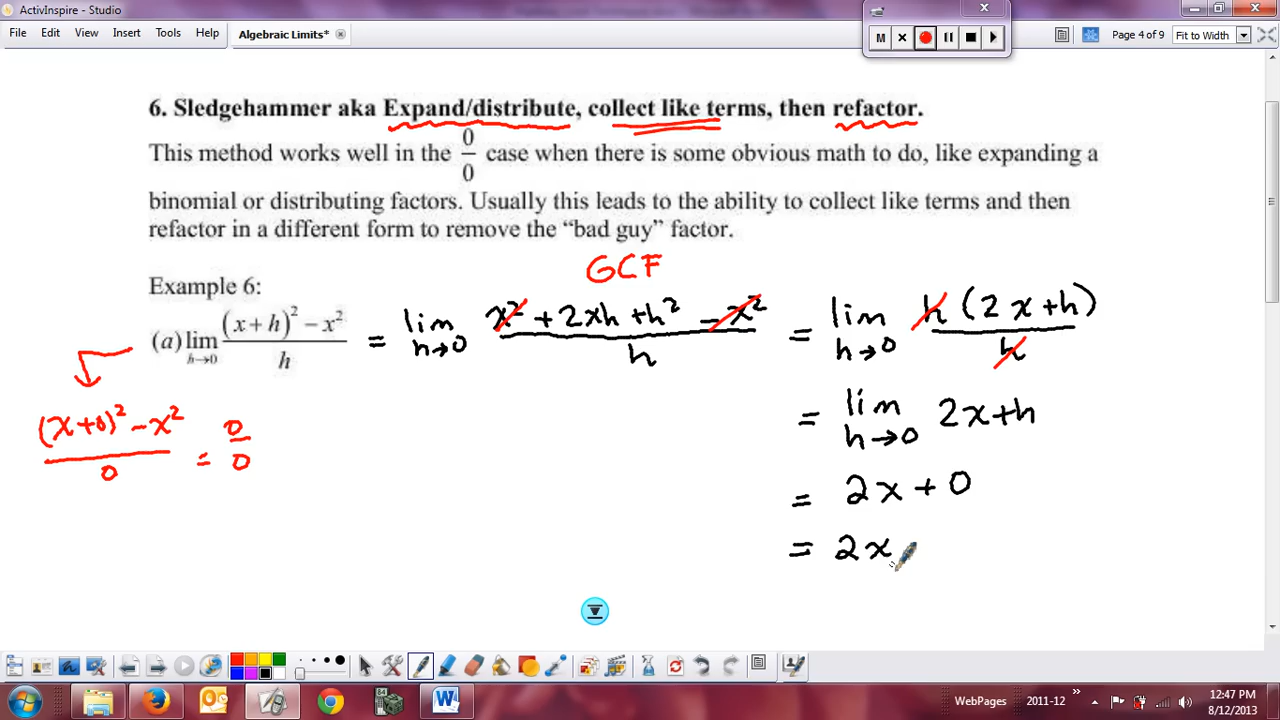 ActivInspire - Studio
File Edit View Insert Tools Help Algebraic Limits* Page 4 of 9 Fit to Width
M
6. Sledgehammer aka Expand/distribute, collect like terms, then refactor.
This method works well in the 0/0 case when there is some obvious math to do, like expanding a
binomial or distributing factors. Usually this leads to the ability to collect like terms and then
refactor in a different form to remove the “bad guy” factor.
GCF
Example 6:
(a) lim h→0 ((x+h)² − x²)/h = lim h→0 (x² + 2xh + h² − x²)/h = lim h→0 h(2x+h)/h
= lim h→0 2x+h
((x+0)² − x²)/0 = 0/0
= 2x + 0
= 2x
WebPages 2011-12 12:47 PM
8/12/2013